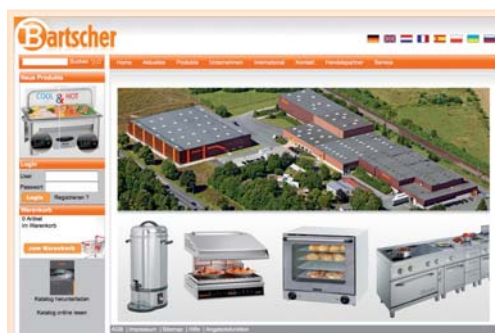 Bartscher
Suchen
Home Aktuelles Produkte Unternehmen International Kontakt Handelspartner Service
Neue Produkte
COOL & HOT
Login
User
Passwort
Login Registrieren ?
Warenkorb
0 Artikel
im Warenkorb
zum Warenkorb
Katalog herunterladen
Katalog online lesen
AGB | Impressum | Sitemap | Hilfe | Angebotsfunktion